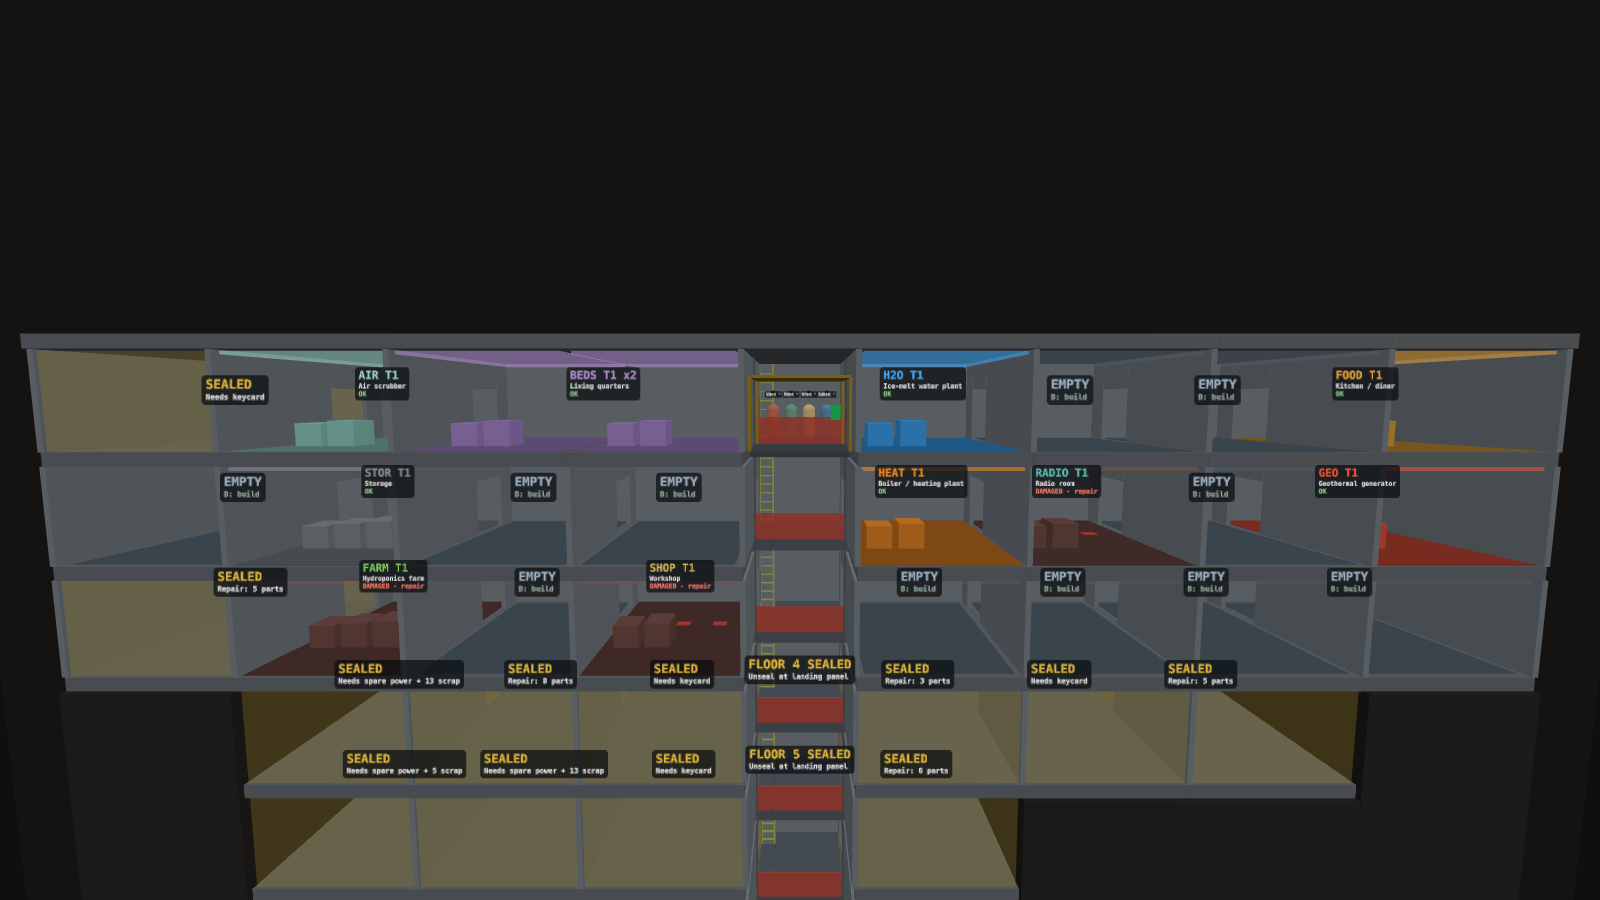 SEALED
Needs keycard
AIR T1
Air scrubber
OK
BEDS T1 x2
Living quarters
OK
H2O T1
Ice-melt water plant
OK
EMPTY
B: build
EMPTY
B: build
FOOD T1
Kitchen / diner
OK
EMPTY
B: build
STOR T1
Storage
OK
EMPTY
B: build
EMPTY
B: build
HEAT T1
Boiler / heating plant
OK
RADIO T1
Radio room
DAMAGED - repair
EMPTY
B: build
GEO T1
Geothermal generator
OK
SEALED
Repair: 5 parts
FARM T1
Hydroponics farm
DAMAGED - repair
EMPTY
B: build
SHOP T1
Workshop
DAMAGED - repair
EMPTY
B: build
EMPTY
B: build
EMPTY
B: build
EMPTY
B: build
SEALED
Needs spare power + 13 scrap
SEALED
Repair: 8 parts
SEALED
Needs keycard
FLOOR 4 SEALED
Unseal at landing panel
SEALED
Repair: 3 parts
SEALED
Needs keycard
SEALED
Repair: 5 parts
SEALED
Needs spare power + 5 scrap
SEALED
Needs spare power + 13 scrap
SEALED
Needs keycard
FLOOR 5 SEALED
Unseal at landing panel
SEALED
Repair: 6 parts